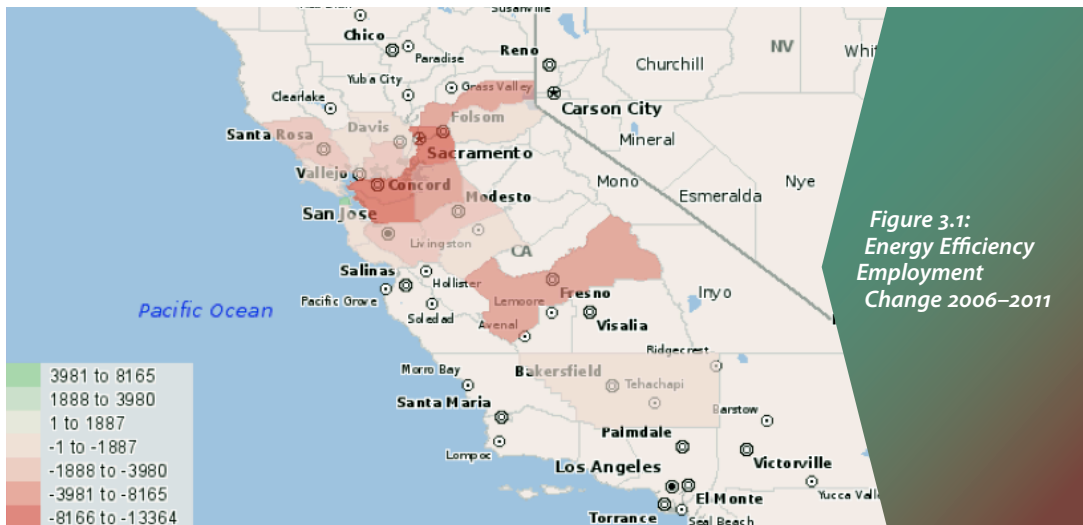 Susanville
Chico
Paradise
Reno
NV
Churchill
Yuba City
Grass Valley
Clearlake
Carson City
Folsom
Davis
Santa Rosa
Mineral
Sacramento
Vallejo
Concord
Mono
Nye
Modesto
Esmeralda
San Jose
Livingston
CA
Salinas
Hollister
Pacific Grove
Fresno
Inyo
Lemoore
Pacific Ocean
Soledad
Avenal
Visalia
Ridgecrest
Morro Bay
Bakersfield
Tehachapi
Santa Maria
Barstow
Palmdale
Lompoc
Victorville
Los Angeles
El Monte
Torrance
Seal Beach
Figure 3.1:
Energy Efficiency
Employment
Change 2006–2011
3981 to 8165
1888 to 3980
1 to 1887
-1 to -1887
-1888 to -3980
-3981 to -8165
-8166 to -13364